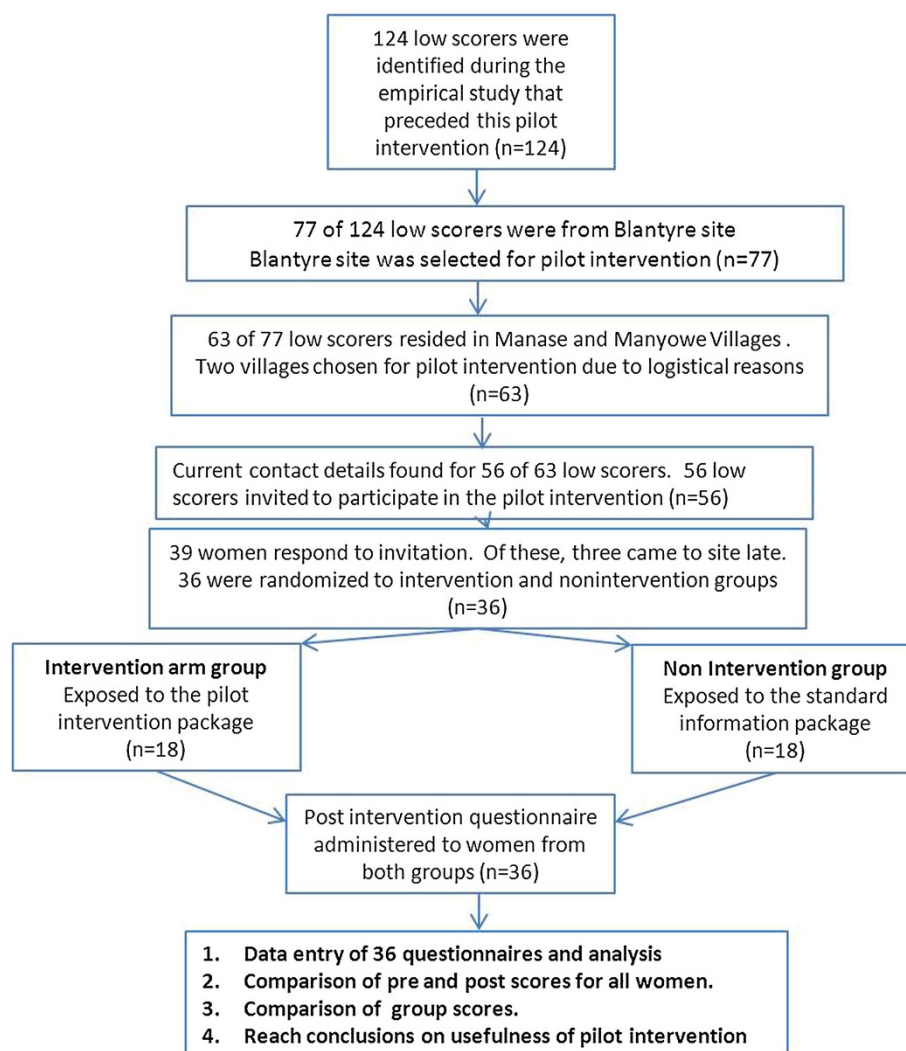 124 low scorers were
identified during the
empirical study that
preceded this pilot
intervention (n=124)
77 of 124 low scorers were from Blantyre site
Blantyre site was selected for pilot intervention (n=77)
63 of 77 low scorers resided in Manase and Manyowe Villages .
Two villages chosen for pilot intervention due to logistical reasons
(n=63)
Current contact details found for 56 of 63 low scorers. 56 low
scorers invited to participate in the pilot intervention (n=56)
39 women respond to invitation. Of these, three came to site late.
36 were randomized to intervention and nonintervention groups
(n=36)
Intervention arm group
Exposed to the pilot
intervention package
(n=18)
Non Intervention group
Exposed to the standard
information package
(n=18)
Post intervention questionnaire
administered to women from
both groups (n=36)
1. Data entry of 36 questionnaires and analysis
2. Comparison of pre and post scores for all women.
3. Comparison of group scores.
4. Reach conclusions on usefulness of pilot intervention